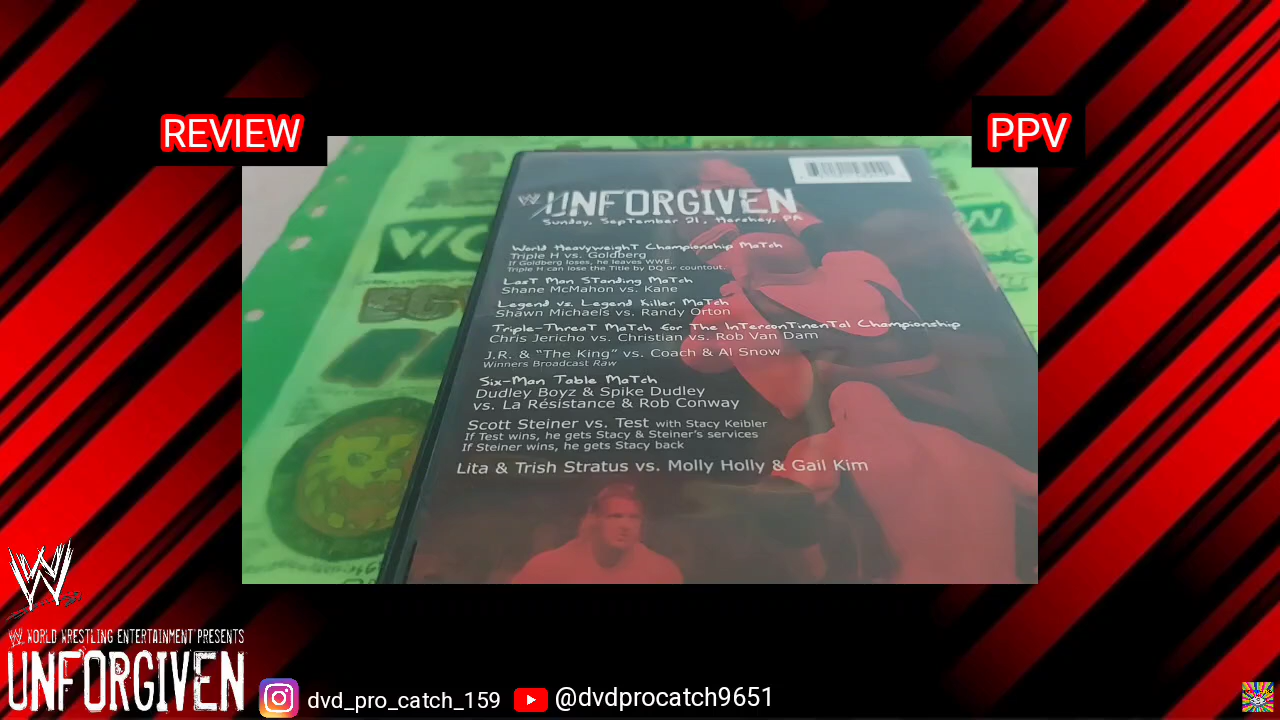 REVIEW
PPV
UNFORGIVEN
Sunday, September 21, Hershey, PA
World Heavyweight Championship Match
Triple H vs. Goldberg
If Goldberg loses, he leaves WWE.
Triple H can lose the Title by DQ or countout.
Last Man Standing Match
Shane McMahon vs. Kane
Legend vs. Legend Killer Match
Shawn Michaels vs. Randy Orton
Triple-Threat Match for The Intercontinental Championship
Chris Jericho vs. Christian vs. Rob Van Dam
J.R. & "The King" vs. Coach & Al Snow
Winners Broadcast Raw
Six-Man Table Match
Dudley Boyz & Spike Dudley
vs. La Résistance & Rob Conway
Scott Steiner vs. Test with Stacy Keibler
If Test wins, he gets Stacy & Steiner's services
If Steiner wins, he gets Stacy back
Lita & Trish Stratus vs. Molly Holly & Gail Kim
W
WORLD WRESTLING ENTERTAINMENT PRESENTS
UNFORGIVEN
dvd_pro_catch_159
@dvdprocatch9651